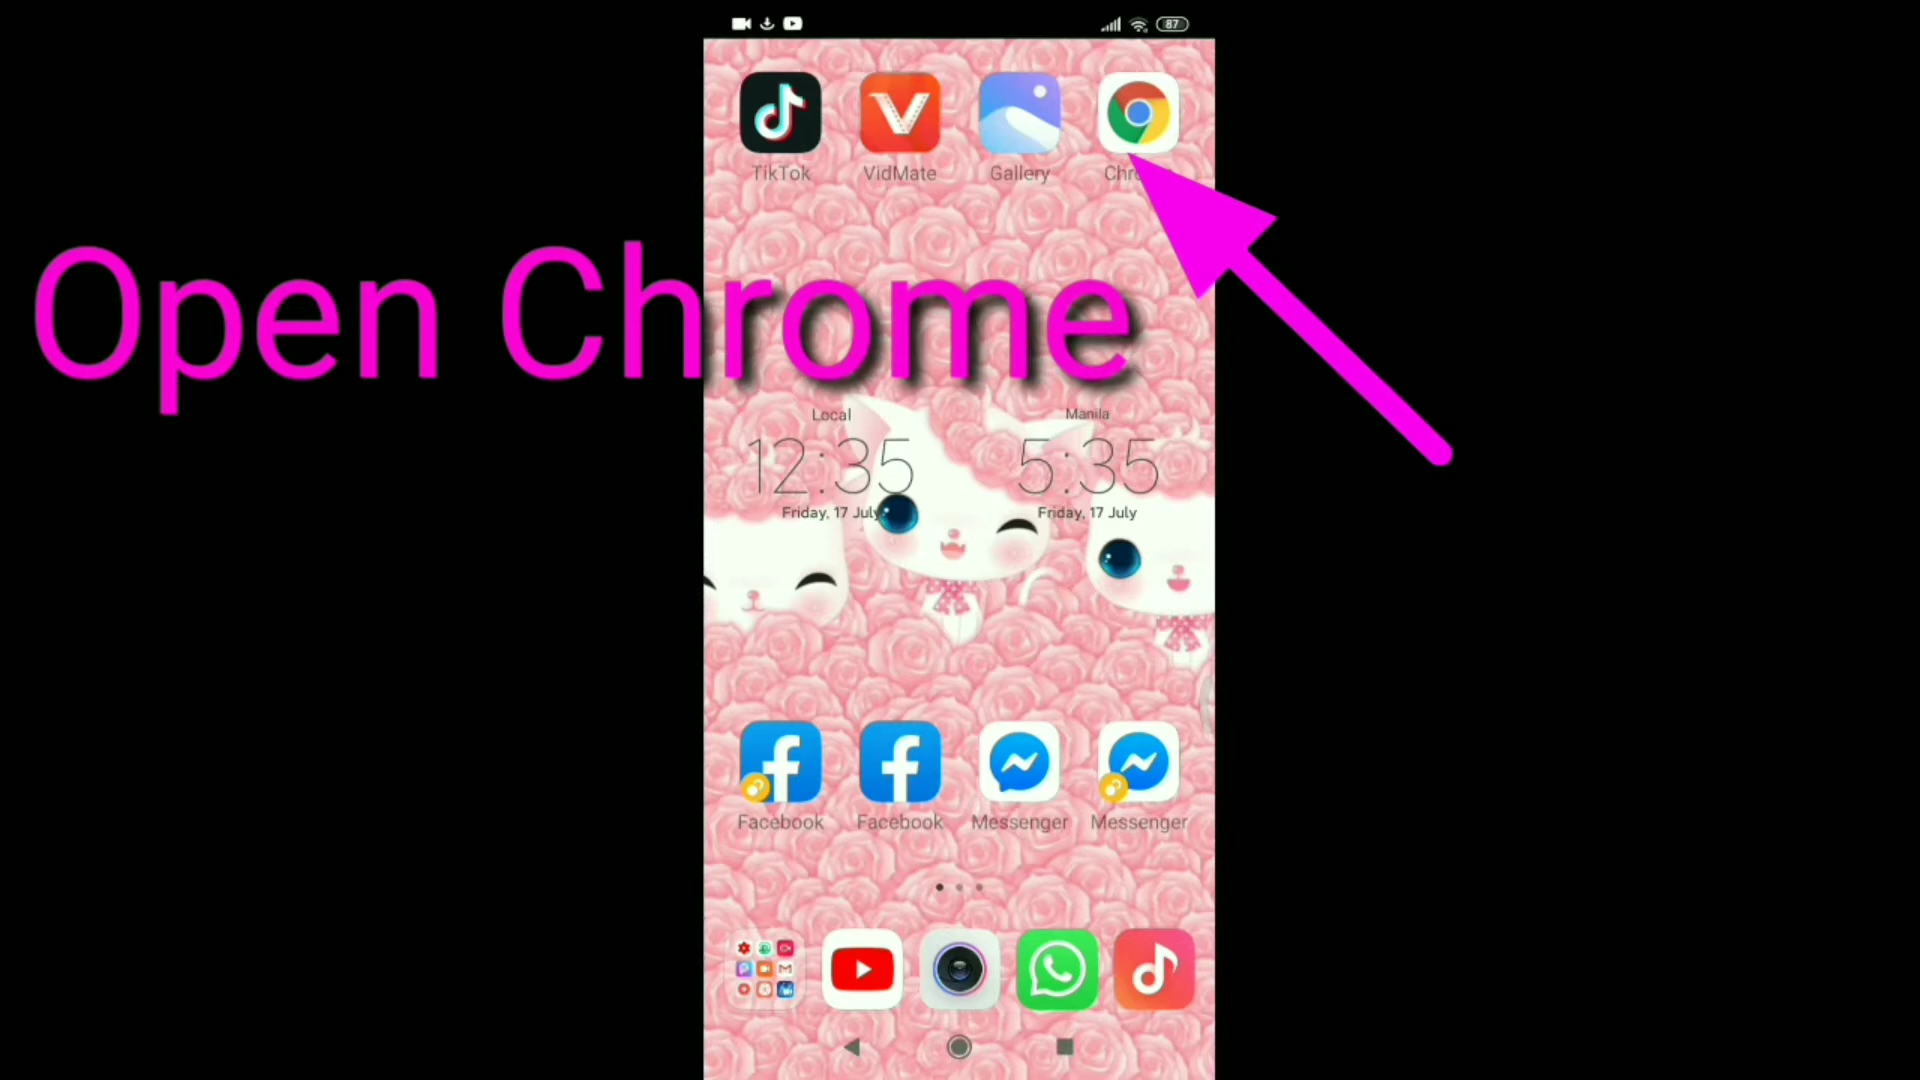 87
TikTok
VidMate
Gallery
Open Chrome
Local
Manila
12:35
5:35
Friday, 17 July
Friday, 17 July
Facebook
Facebook
Messenger
Messenger